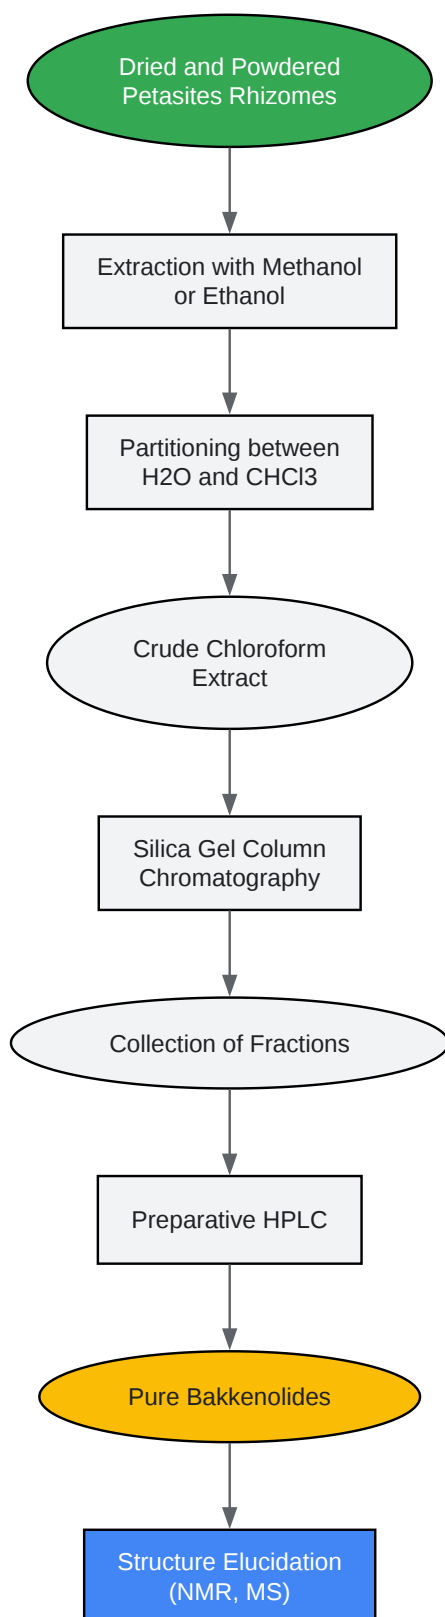 Dried and Powdered
Petasites Rhizomes
Extraction with Methanol
or Ethanol
Partitioning between
H2O and CHCl3
Crude Chloroform
Extract
Silica Gel Column
Chromatography
Collection of Fractions
Preparative HPLC
Pure Bakkenolides
Structure Elucidation
(NMR, MS)